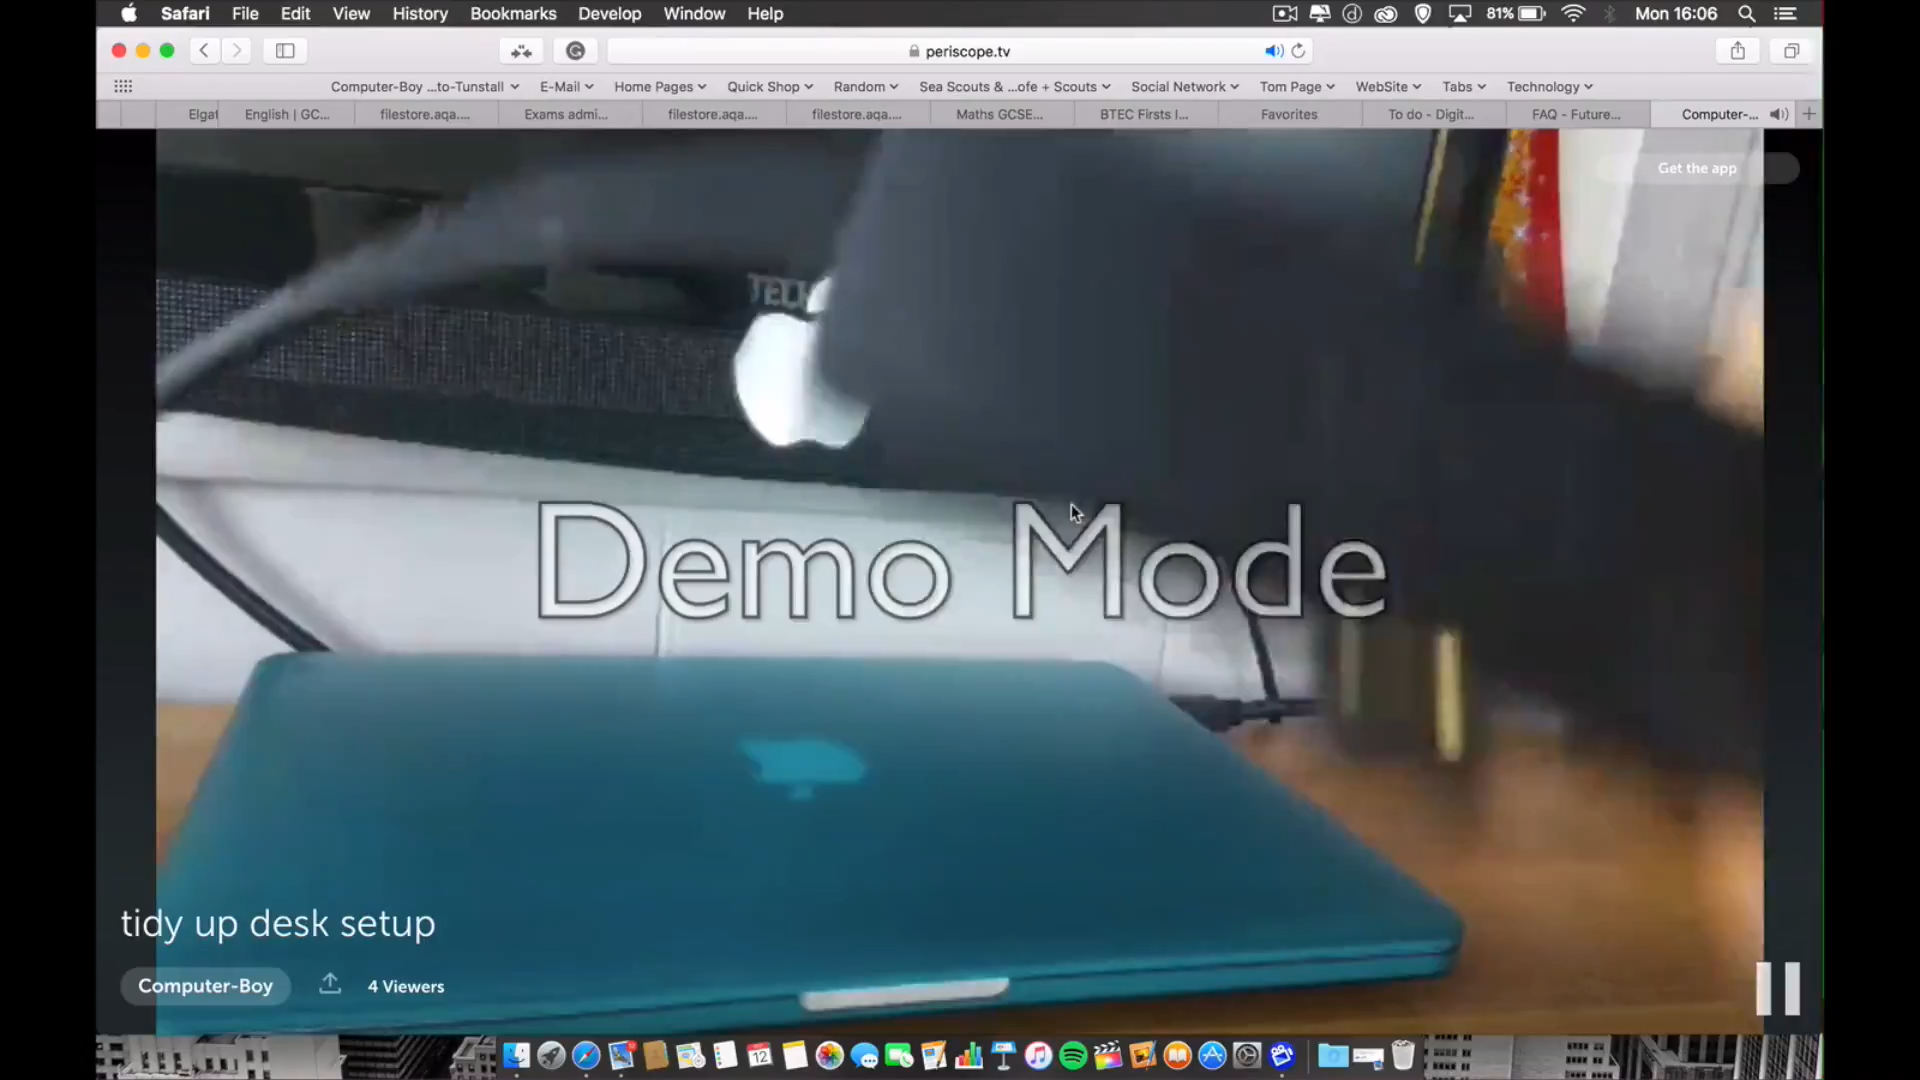 Safari File Edit View History Bookmarks Develop Window Help 81% Mon 16:06
periscope.tv
Computer-Boy ...to-Tunstall E-Mail Home Pages Quick Shop Random Sea Scouts & ...ofe + Scouts Social Network Tom Page WebSite Tabs Technology
Elgat English | GC... filestore.aqa.... Exams admi... filestore.aqa.... filestore.aqa.... Maths GCSE... BTEC Firsts I... Favorites To do - Digit... FAQ - Future... Computer-...
Get the app
TECH
Demo Mode
tidy up desk setup
Computer-Boy 4 Viewers
12